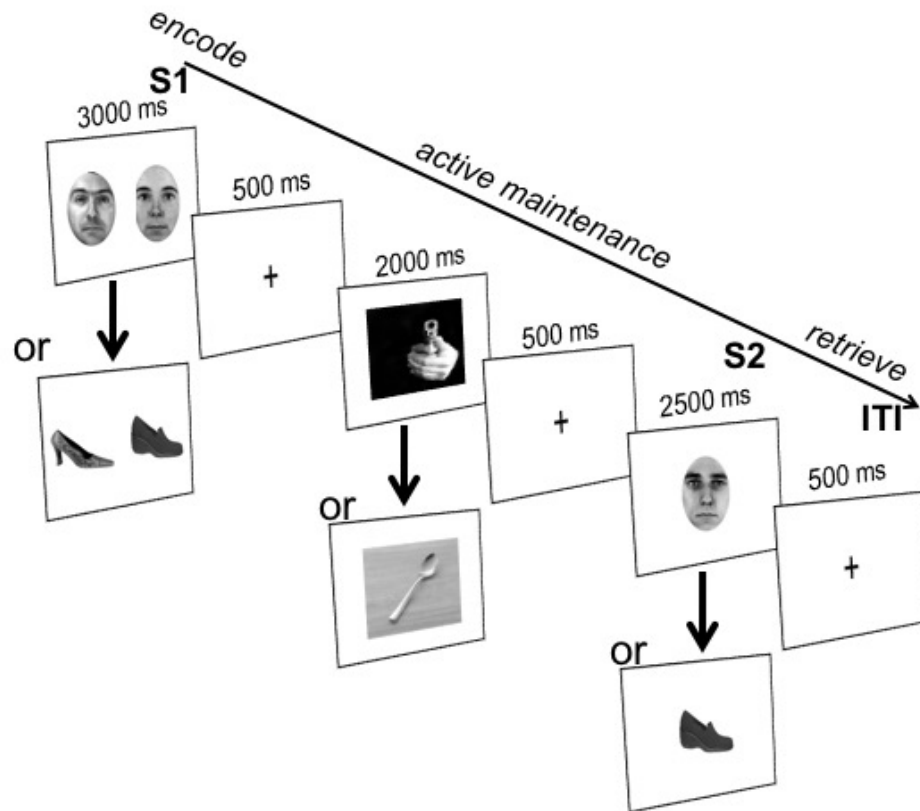 encode
S1
3000 ms
500 ms
active maintenance
2000 ms
or
500 ms
S2
retrieve
ITI
2500 ms
500 ms
or
or